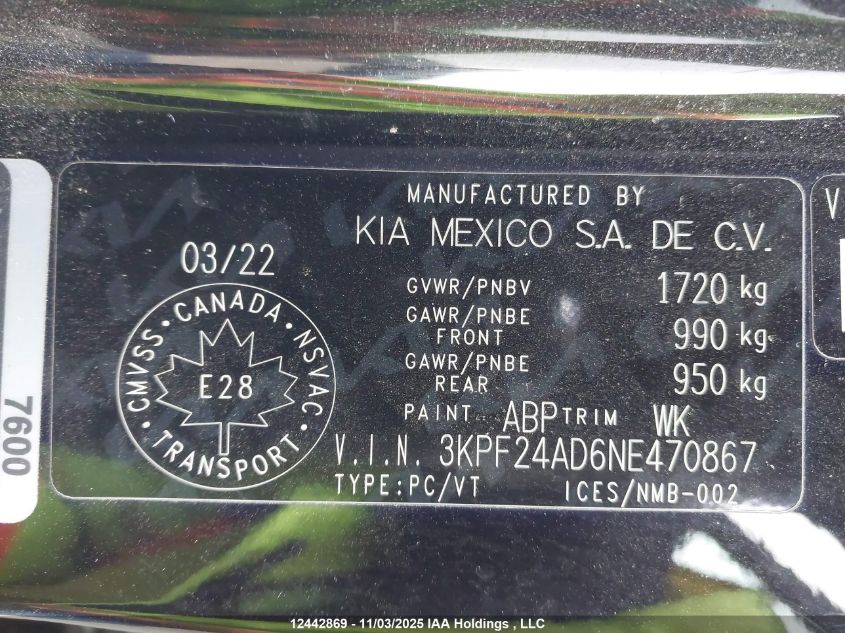 MANUFACTURED BY
KIA MEXICO S.A. DE C.V.
03/22
GVWR/PNBV 1720 kg
GAWR/PNBE FRONT 990 kg
GAWR/PNBE REAR 950 kg
PAINT ABP TRIM WK
V.I.N. 3KPF24AD6NE470867
TYPE:PC/VT ICES/NMB-002
CMVSS · CANADA · NSVAC · TRANSPORT
E28
7600
V
12442869 - 11/03/2025 IAA Holdings , LLC